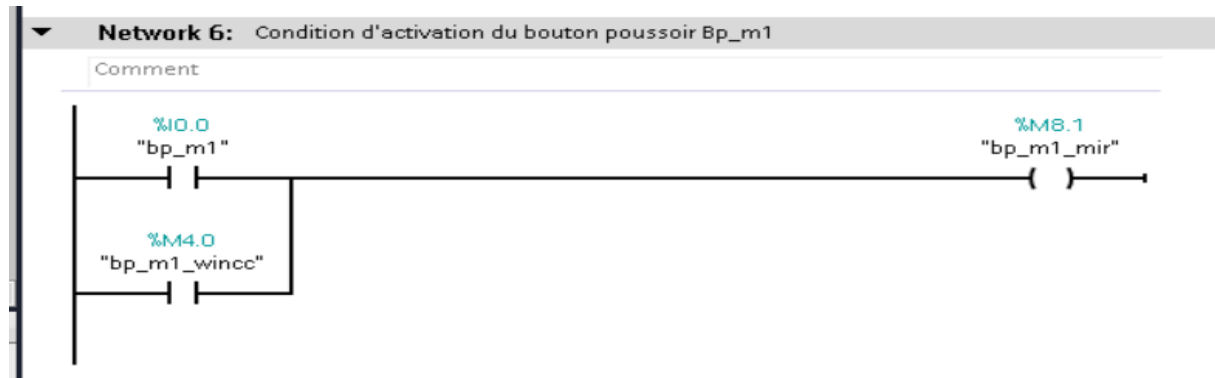 Network 6: Condition d'activation du bouton poussoir Bp_m1
Comment
%I0.0
"bp_m1"
%M8.1
"bp_m1_mir"
%M4.0
"bp_m1_wincc"